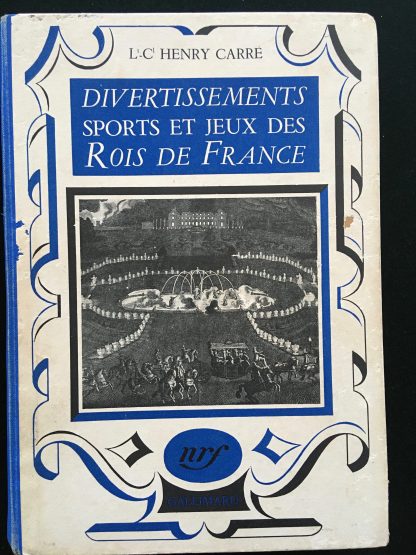 Lᵗ-Cˡ HENRY CARRÉ
DIVERTISSEMENTS
SPORTS ET JEUX DES
ROIS DE FRANCE
nrf
GALLIMARD